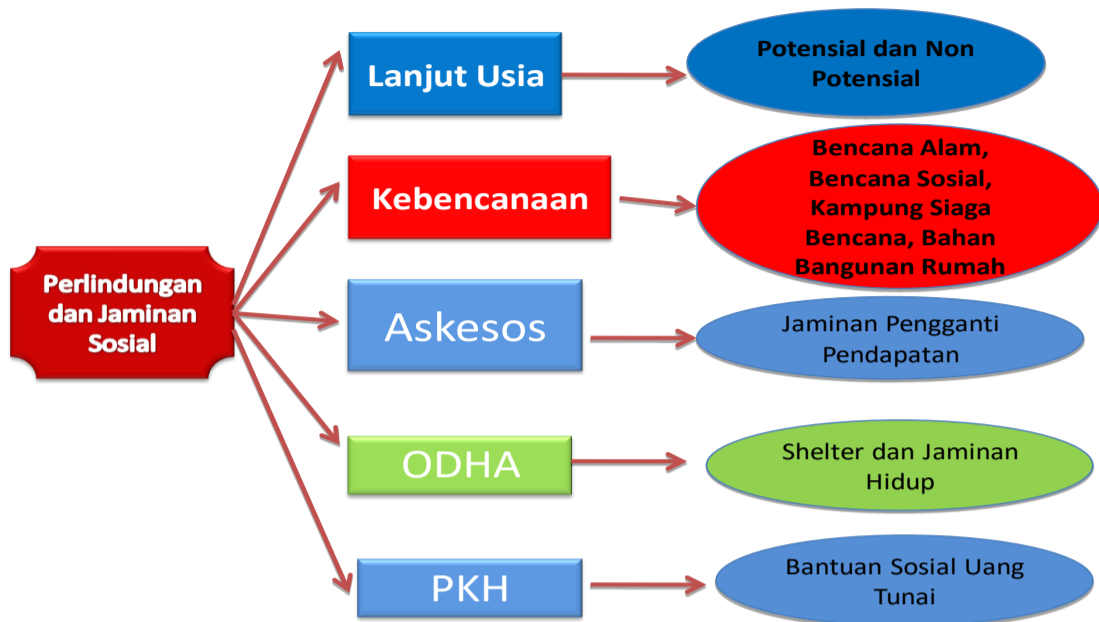 Perlindungan
dan Jaminan
Sosial
Lanjut Usia
Potensial dan Non
Potensial
Kebencanaan
Bencana Alam,
Bencana Sosial,
Kampung Siaga
Bencana, Bahan
Bangunan Rumah
Askesos
Jaminan Pengganti
Pendapatan
ODHA
Shelter dan Jaminan
Hidup
PKH
Bantuan Sosial Uang
Tunai